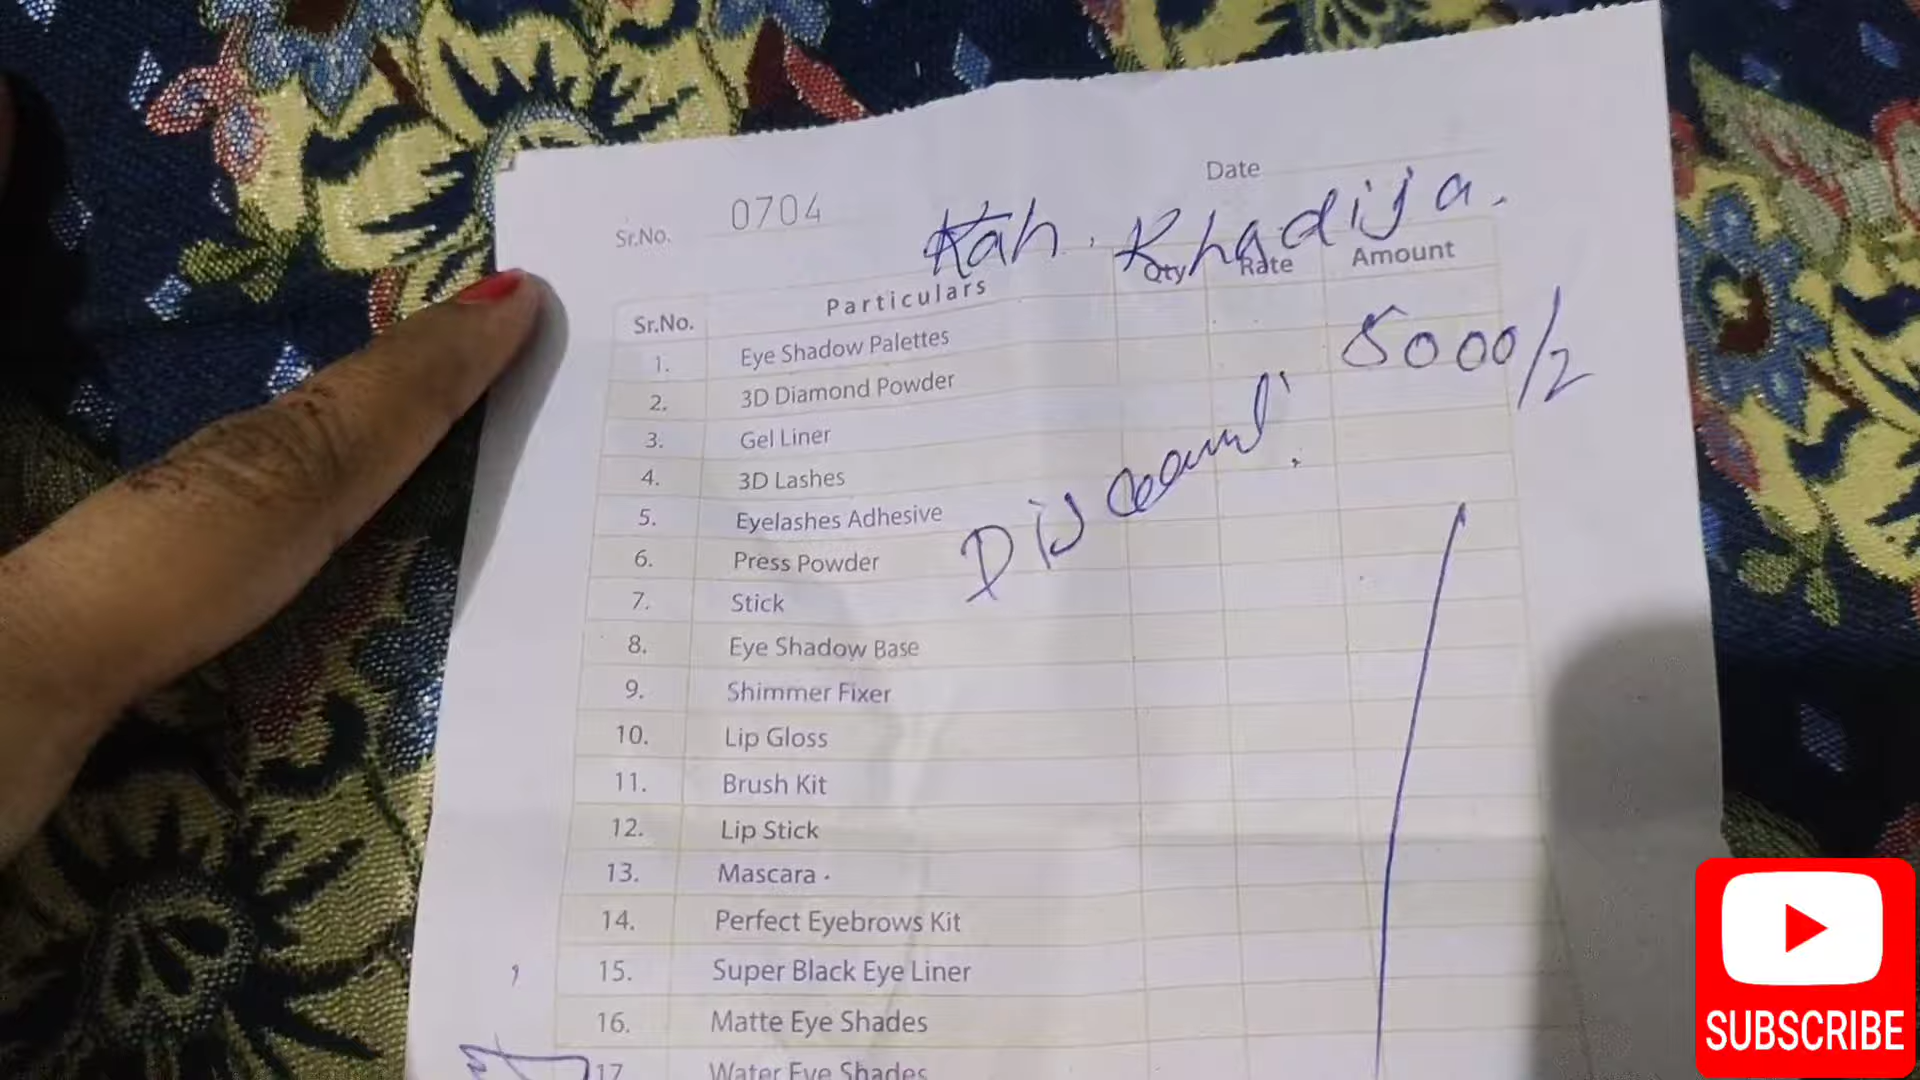 Date
Sr.No. 0704
Kah. Khadija.
Sr.No. Particulars Qty Rate Amount
1. Eye Shadow Palettes
5000/2
2. 3D Diamond Powder
3. Gel Liner
4. 3D Lashes
Discount
5. Eyelashes Adhesive
6. Press Powder
7. Stick
8. Eye Shadow Base
9. Shimmer Fixer
10. Lip Gloss
11. Brush Kit
12. Lip Stick
13. Mascara
14. Perfect Eyebrows Kit
15. Super Black Eye Liner
16. Matte Eye Shades
17 Water Eye Shades
SUBSCRIBE